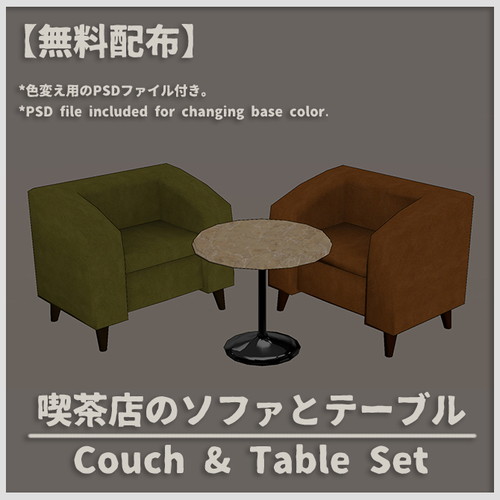 【無料配布】
*色変え用のPSDファイル付き。
*PSD file included for changing base color.
喫茶店のソファとテーブル
Couch & Table Set